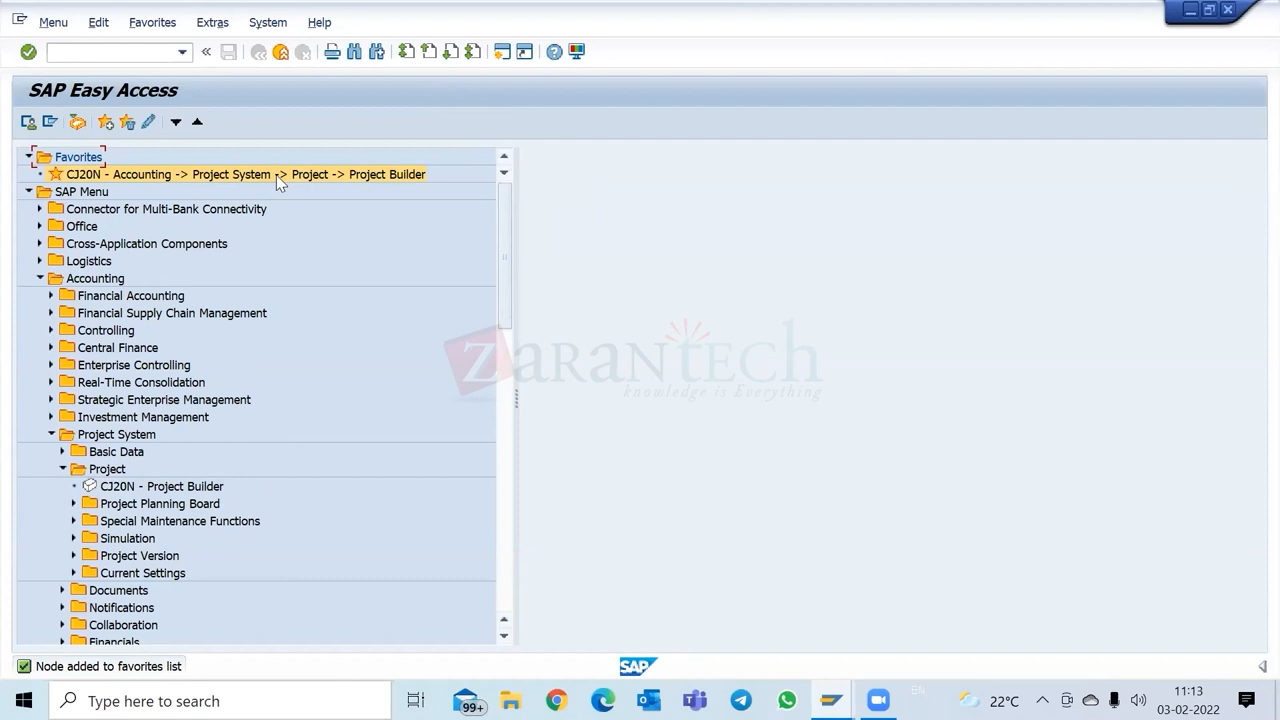 Menu Edit Favorites Extras System Help
SAP Easy Access
Favorites
CJ20N - Accounting -> Project System -> Project -> Project Builder
SAP Menu
Connector for Multi-Bank Connectivity
Office
Cross-Application Components
Logistics
Accounting
Financial Accounting
Financial Supply Chain Management
Controlling
Central Finance
Enterprise Controlling
Real-Time Consolidation
Strategic Enterprise Management
Investment Management
Project System
Basic Data
Project
CJ20N - Project Builder
Project Planning Board
Special Maintenance Functions
Simulation
Project Version
Current Settings
Documents
Notifications
Collaboration
Financials
ZaranTech
knowledge is Everything
Node added to favorites list
SAP
Type here to search
99+
EN
22°C
11:13
03-02-2022